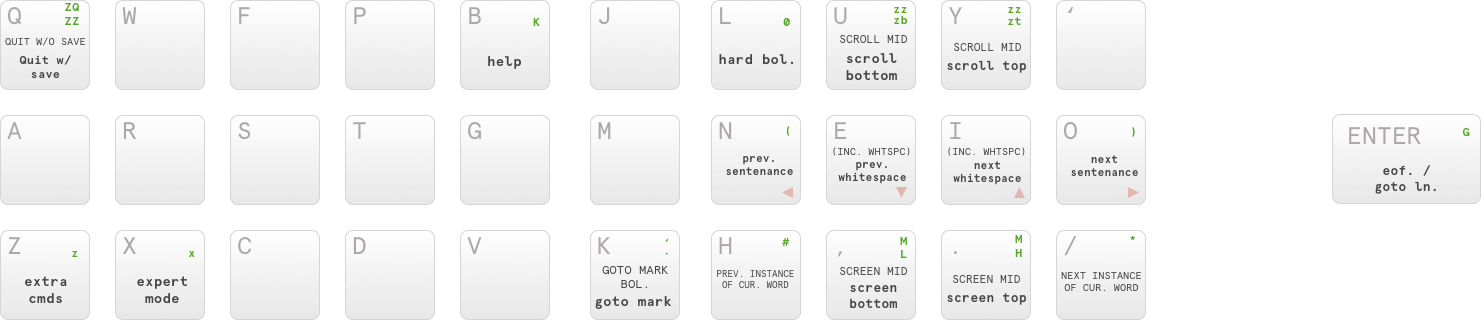 Q ZQ
ZZ
QUIT W/O SAVE
Quit w/
save
W
F
P
B K
help
J
L 0
hard bol.
U zz
zb
SCROLL MID
scroll
bottom
Y zz
zt
SCROLL MID
scroll top
‘
A
R
S
T
G
M
N (
prev.
sentenance
E
(INC. WHTSPC)
prev.
whitespace
I
(INC. WHTSPC)
next
whitespace
O )
next
sentenance
ENTER G
eof. /
goto ln.
Z z
extra
cmds
X x
expert
mode
C
D
V
K
GOTO MARK
BOL.
goto mark
H #
PREV. INSTANCE
OF CUR. WORD
, M
L
SCREEN MID
screen
bottom
. M
H
SCREEN MID
screen top
/ *
NEXT INSTANCE
OF CUR. WORD